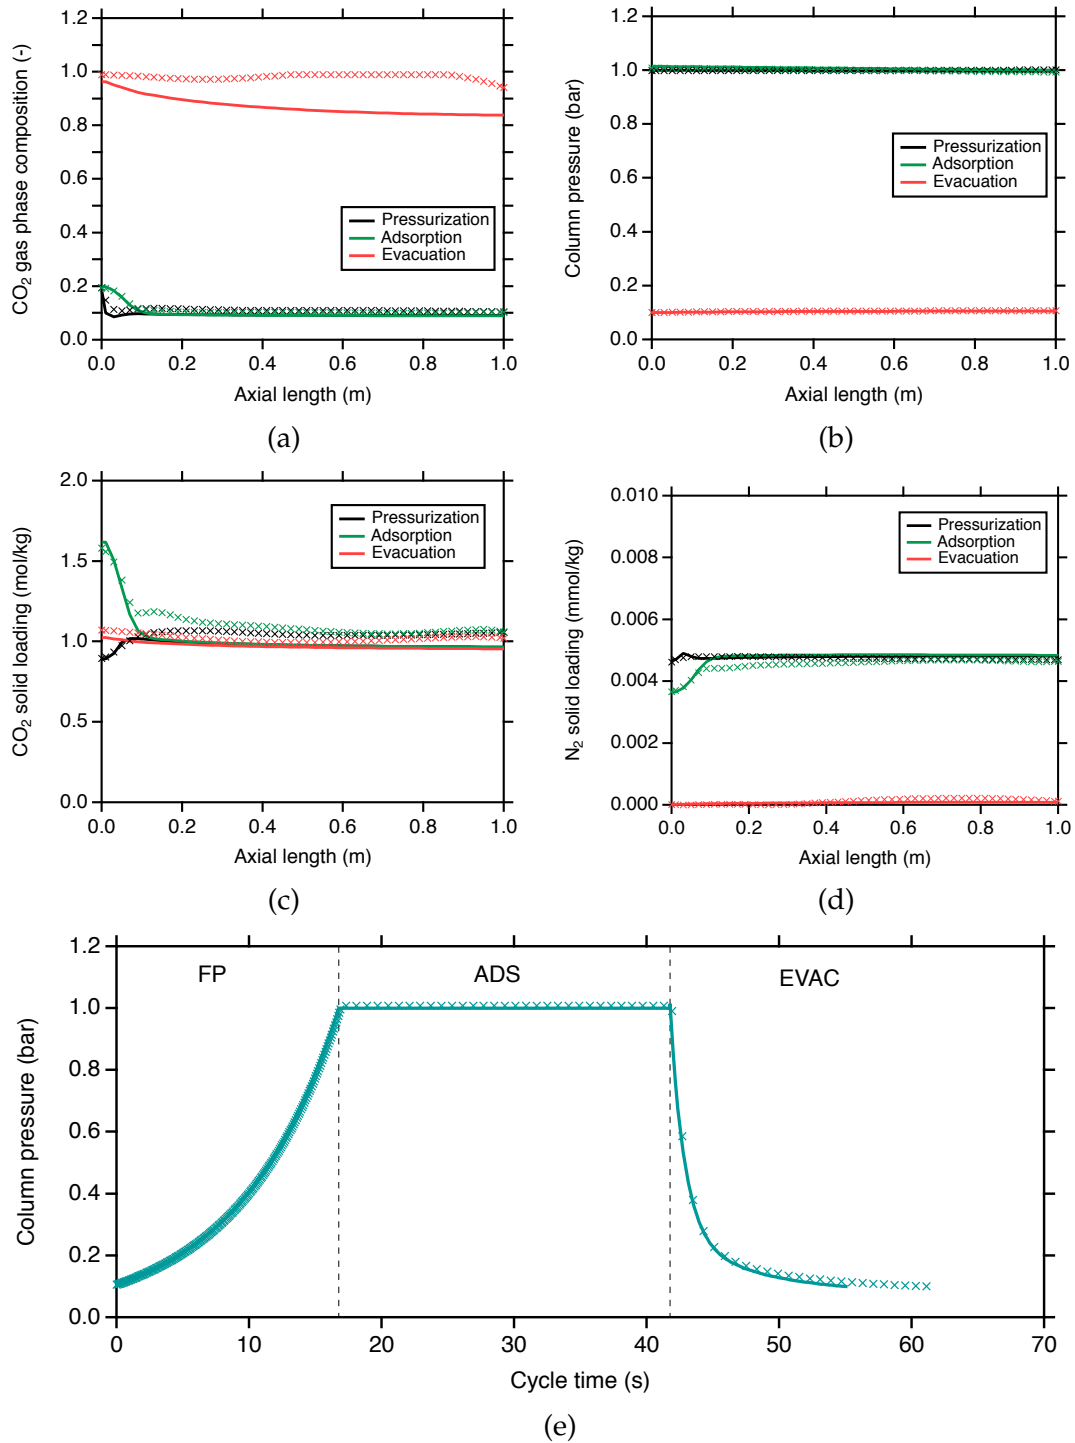 CO2 gas phase composition (-)
1.2
1.0
0.8
0.6
0.4
0.2
0.0
Pressurization
Adsorption
Evacuation
0.0 0.2 0.4 0.6 0.8 1.0
Axial length (m)
(a)
Column pressure (bar)
1.2
1.0
0.8
0.6
0.4
0.2
0.0
Pressurization
Adsorption
Evacuation
0.0 0.2 0.4 0.6 0.8 1.0
Axial length (m)
(b)
CO2 solid loading (mol/kg)
2.0
1.5
1.0
0.5
0.0
Pressurization
Adsorption
Evacuation
0.0 0.2 0.4 0.6 0.8 1.0
Axial length (m)
(c)
N2 solid loading (mmol/kg)
0.010
0.008
0.006
0.004
0.002
0.000
Pressurization
Adsorption
Evacuation
0.0 0.2 0.4 0.6 0.8 1.0
Axial length (m)
(d)
Column pressure (bar)
1.2
1.0
0.8
0.6
0.4
0.2
0.0
FP ADS EVAC
0 10 20 30 40 50 60 70
Cycle time (s)
(e)